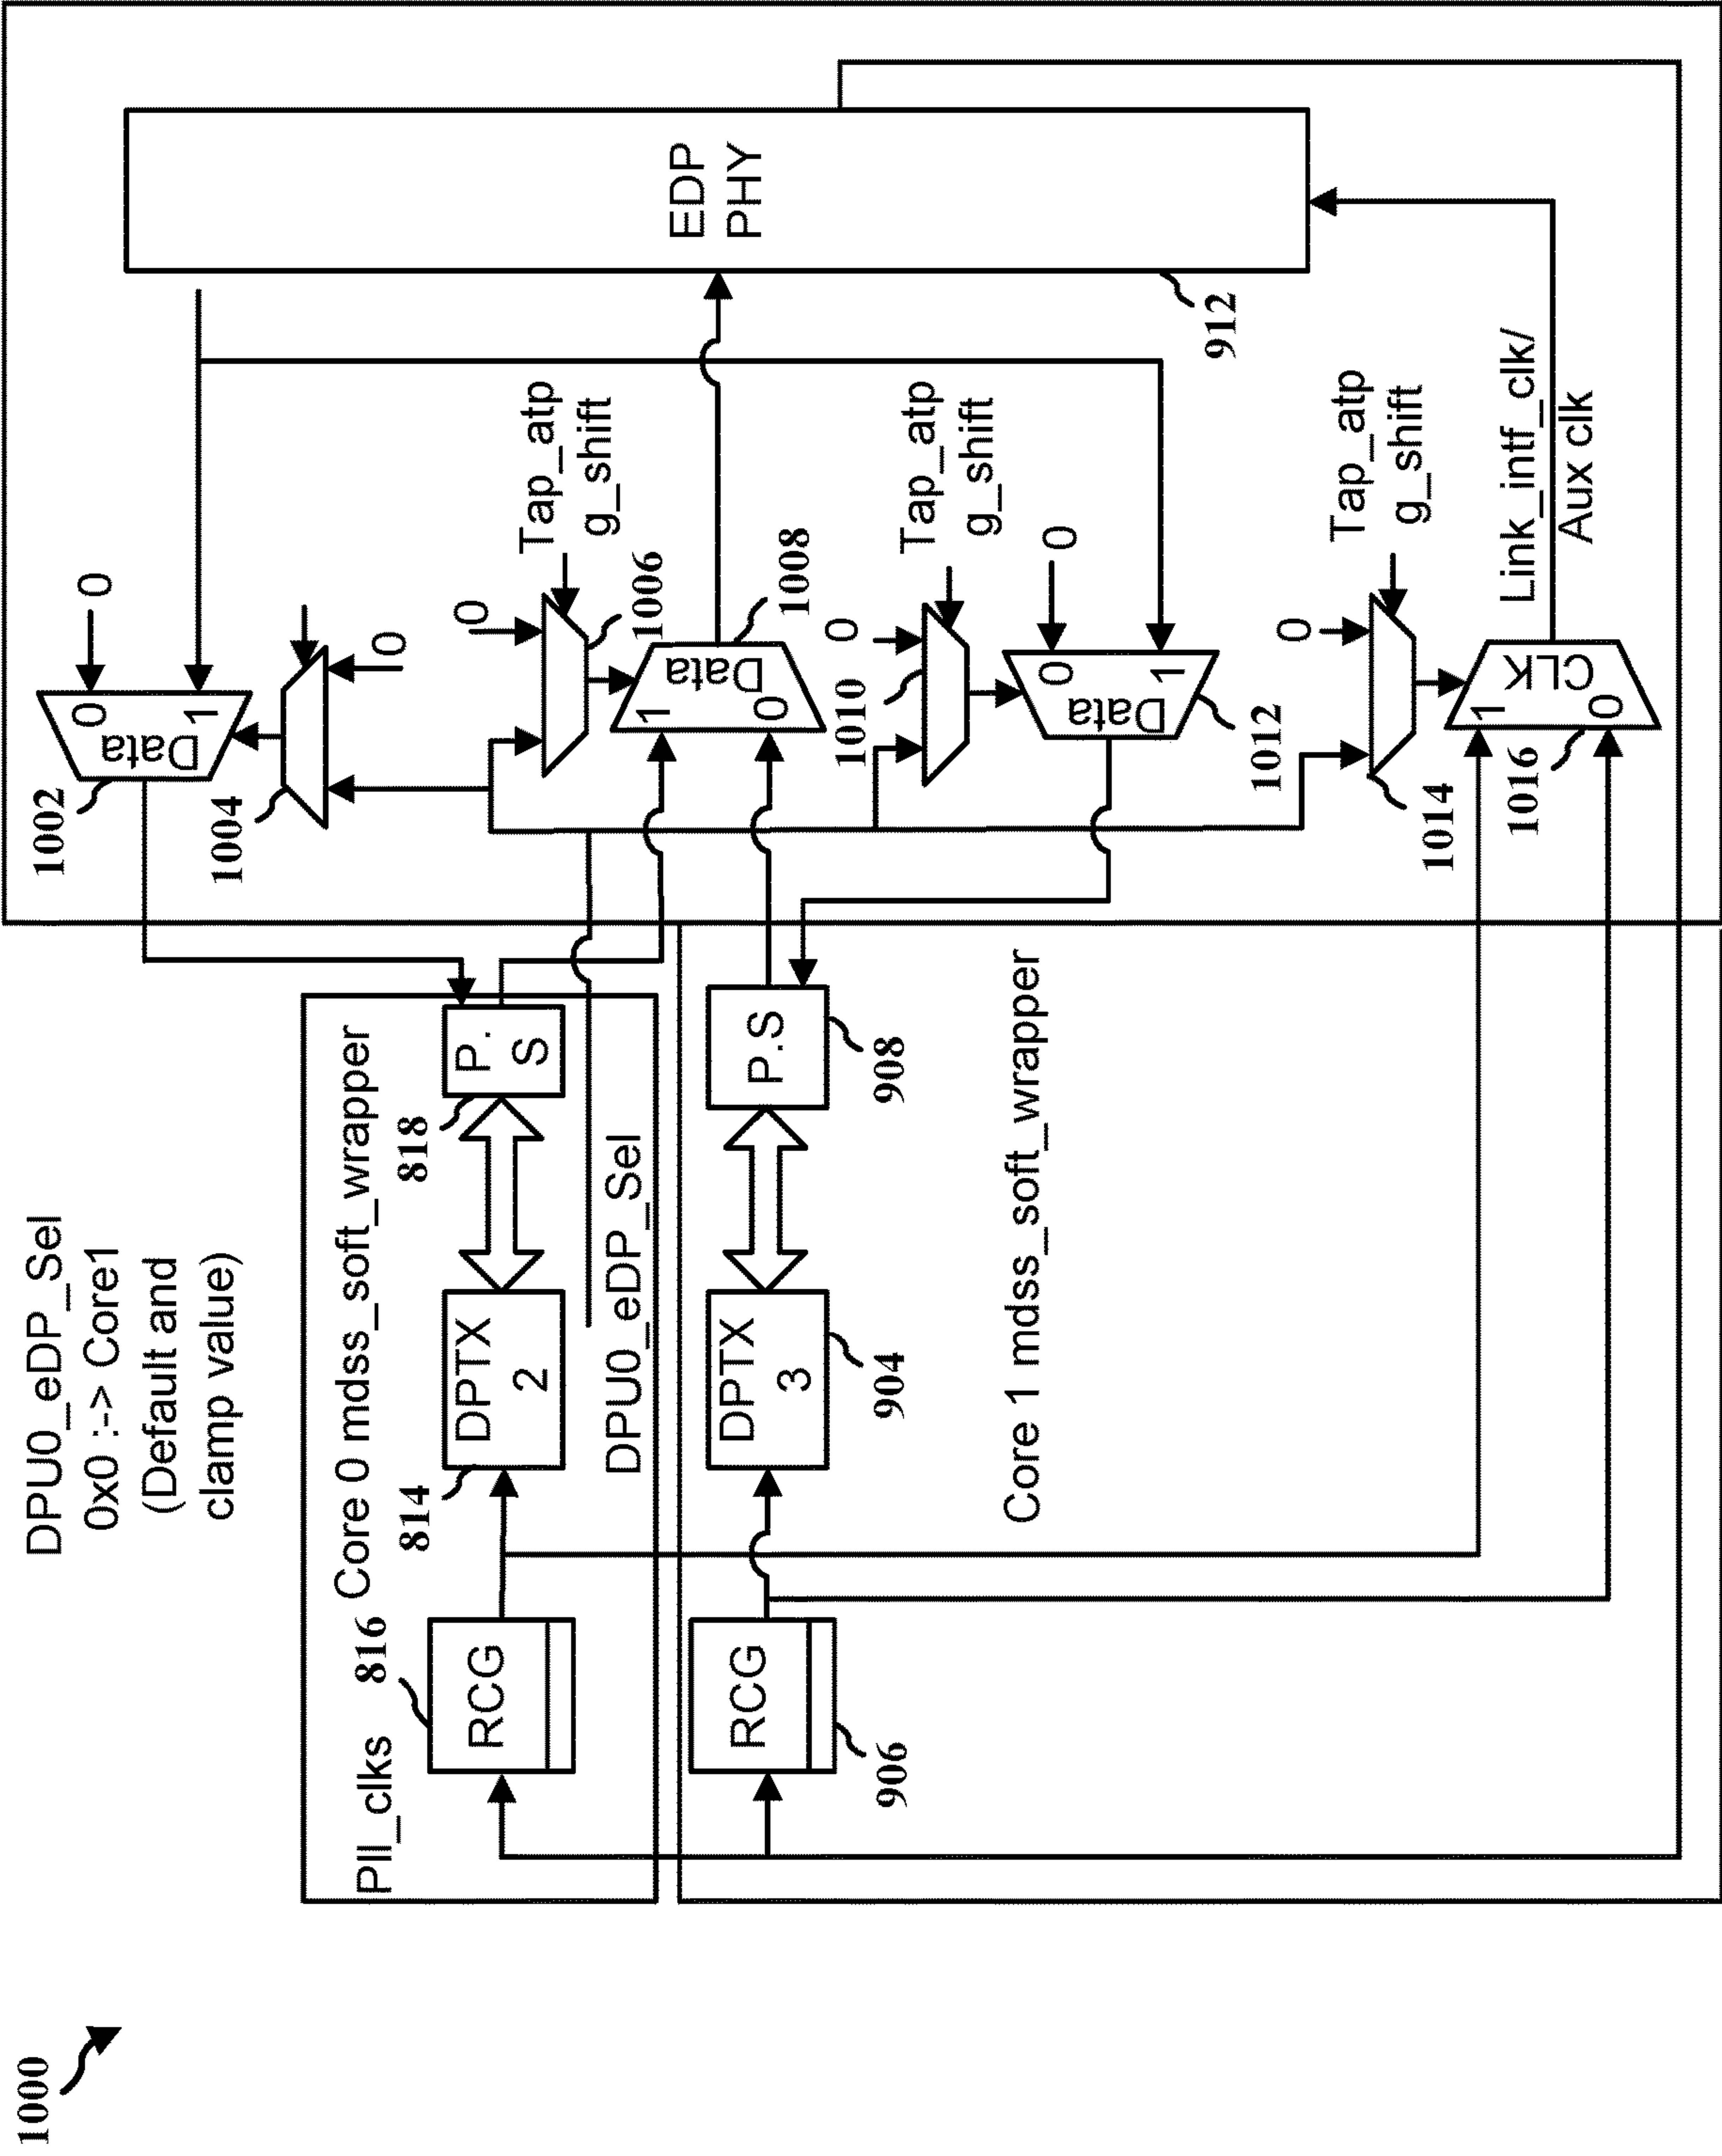 1000
DPU0_eDP_Sel
0x0 :-> Core1
(Default and
clamp value)
Core 0 mdss_soft_wrapper
Pll_clks
816
RCG
814
DPTX
2
818
P.
S
DPU0_eDP_Sel
RCG
906
DPTX
3
904
P.S
908
Core 1 mdss_soft_wrapper
1002
Data
0
1
0
1004
0
0
Tap_atp
g_shift
1006
1
0
Data
1008
0
Tap_atp
g_shift
1010
Data
0
1
0
1012
0
Tap_atp
g_shift
1014
1
0
CLK
1016
Link_intf_clk/
Aux clk
EDP
PHY
912